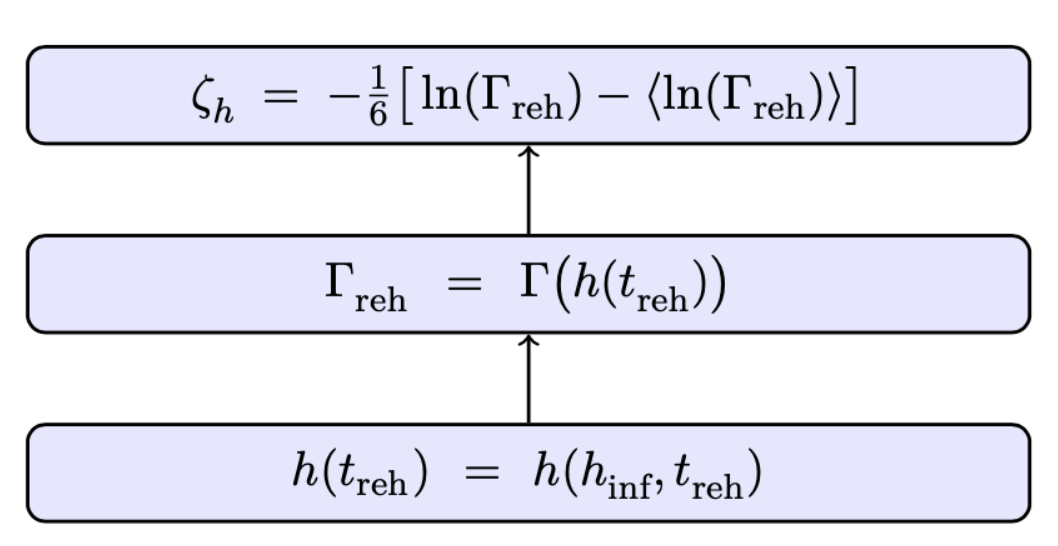 ζ_h = −1/6[ln(Γ_reh) − ⟨ln(Γ_reh)⟩]
Γ_reh = Γ(h(t_reh))
h(t_reh) = h(h_inf, t_reh)